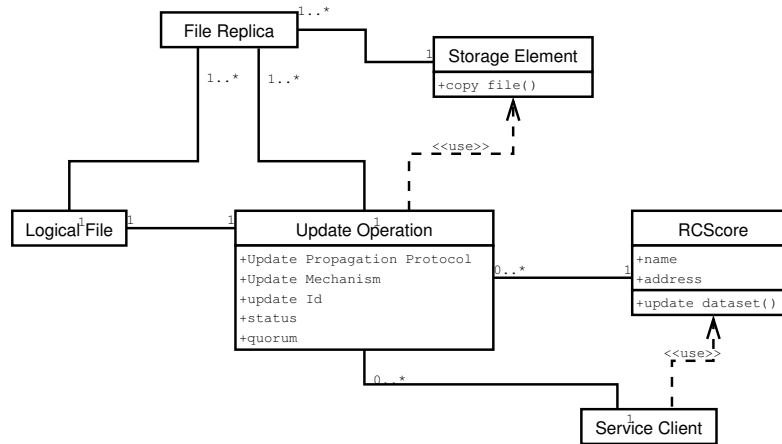 1..*
File Replica
1
Storage Element
+copy file()
1..*
1..*
<<use>>
Logical File
1
1
1
Update Operation
1
+Update Propagation Protocol
+Update Mechanism
+update Id
+status
+quorum
RCScore
+name
+address
+update dataset()
0..*
1
<<use>>
0..*
1
Service Client